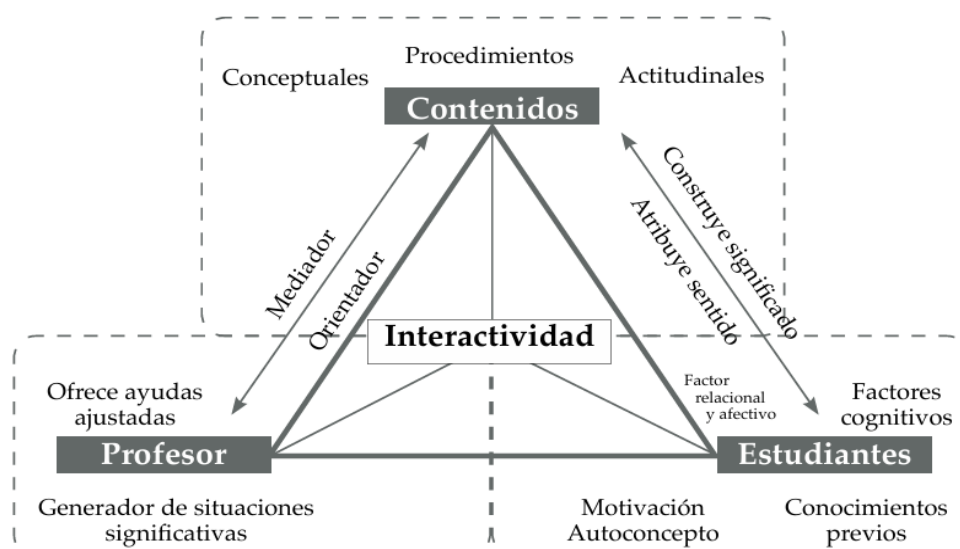 Procedimientos
Conceptuales
Actitudinales
Contenidos
Mediador
Orientador
Construye significado
Atribuye sentido
Interactividad
Ofrece ayudas
ajustadas
Factor
relacional
y afectivo
Factores
cognitivos
Profesor
Estudiantes
Generador de situaciones
significativas
Motivación
Autoconcepto
Conocimientos
previos